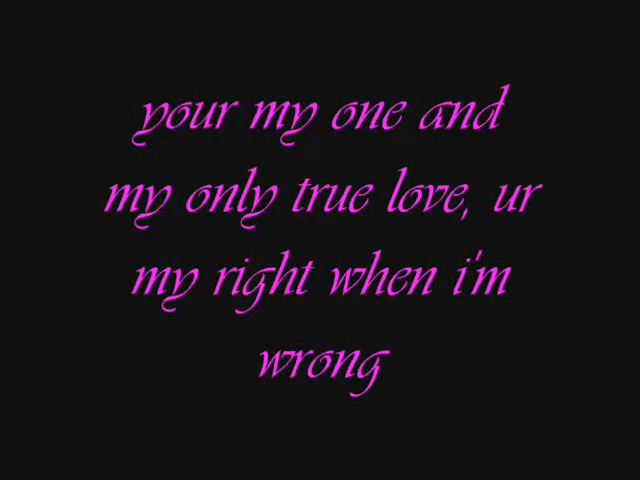 your my one and
my only true love, ur
my right when i'm
wrong